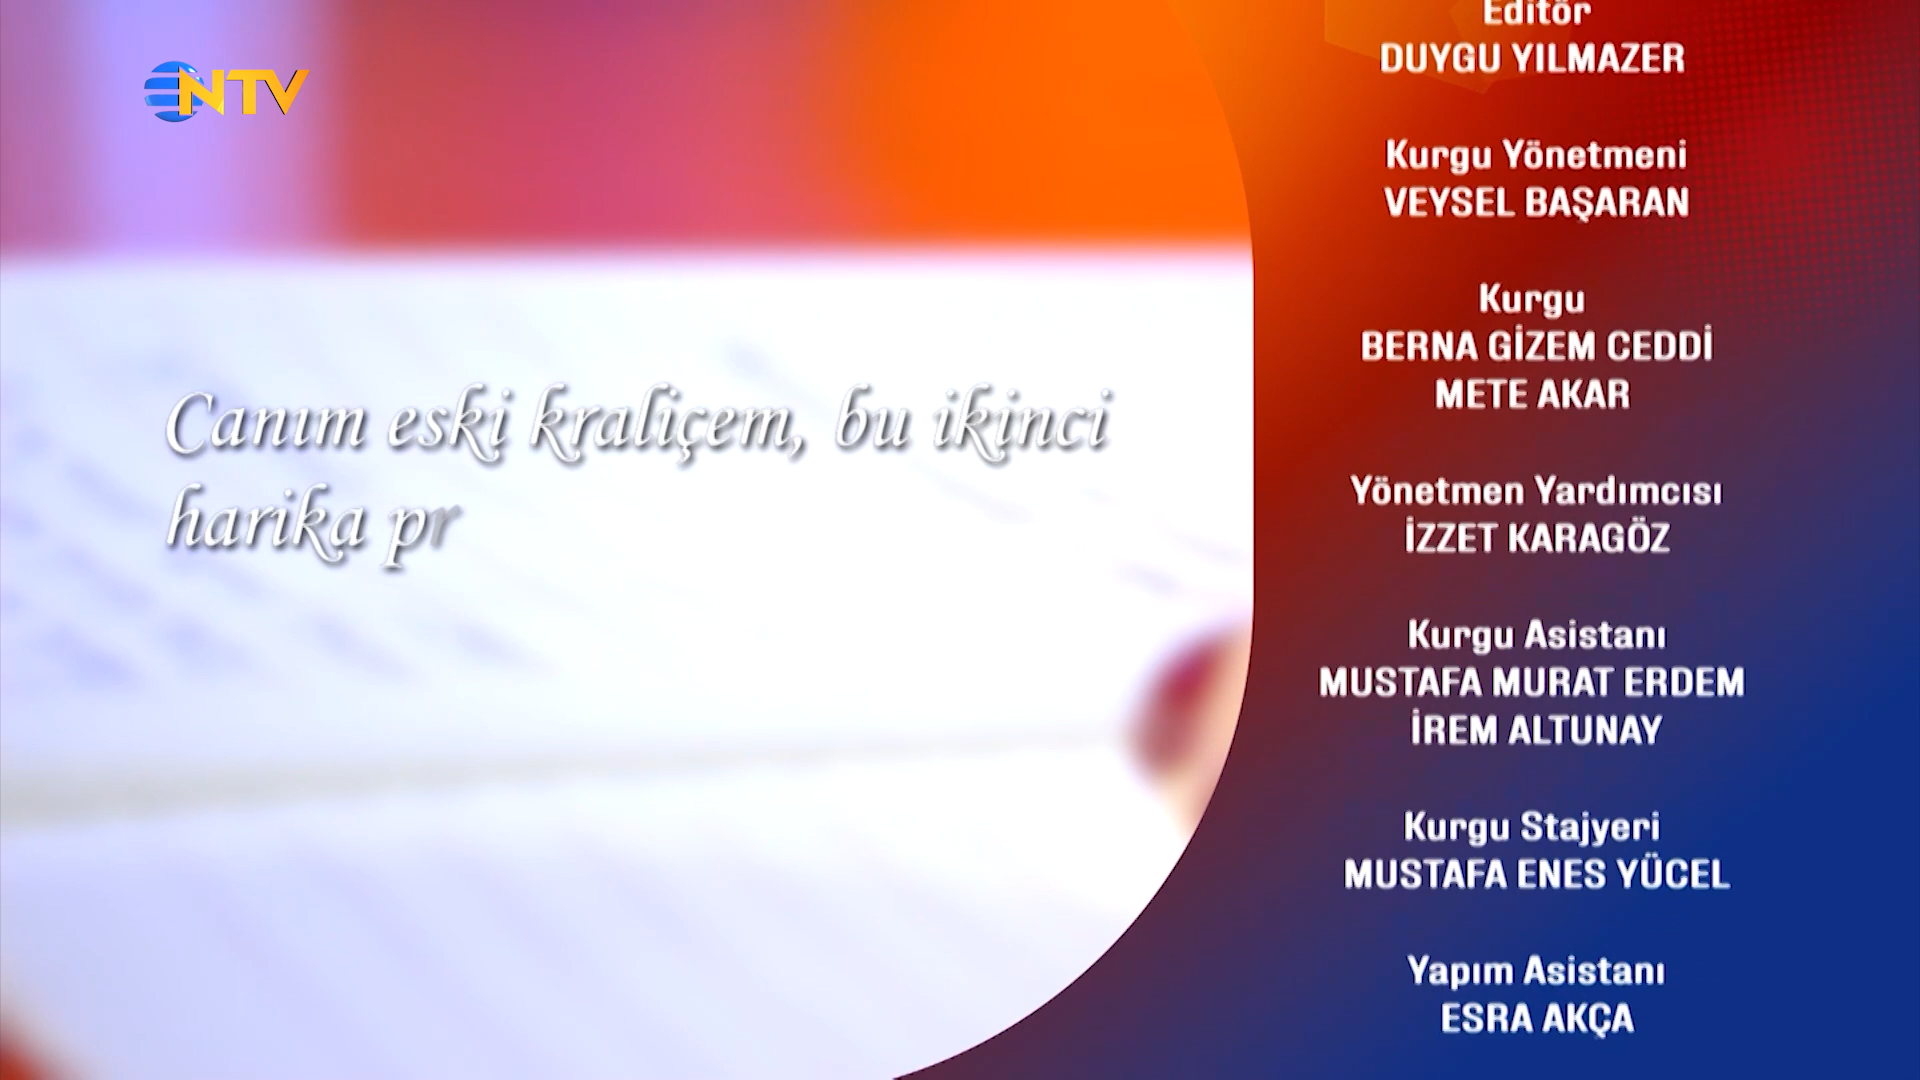 NTV
Canım eski kraliçem, bu ikinci
harika pr
Editör
DUYGU YILMAZER
Kurgu Yönetmeni
VEYSEL BAŞARAN
Kurgu
BERNA GİZEM CEDDİ
METE AKAR
Yönetmen Yardımcısı
İZZET KARAGÖZ
Kurgu Asistanı
MUSTAFA MURAT ERDEM
İREM ALTUNAY
Kurgu Stajyeri
MUSTAFA ENES YÜCEL
Yapım Asistanı
ESRA AKÇA